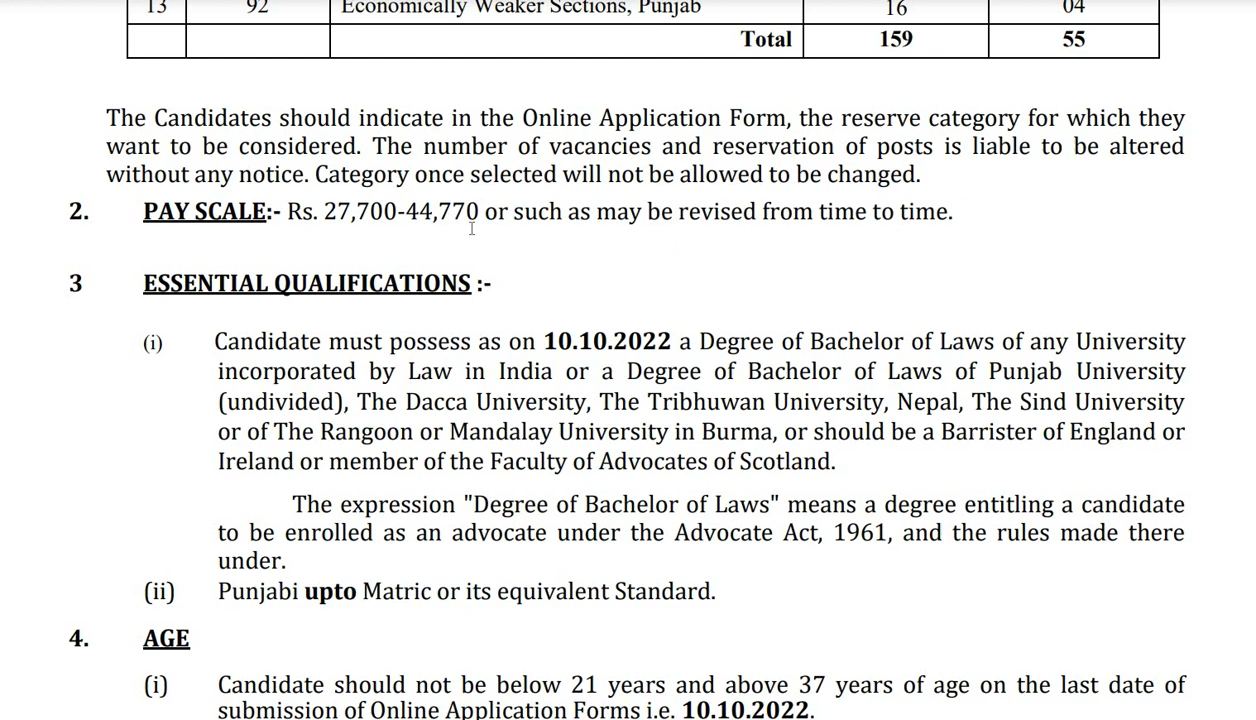 13 92 Economically Weaker Sections, Punjab 16 04
Total 159 55
The Candidates should indicate in the Online Application Form, the reserve category for which they
want to be considered. The number of vacancies and reservation of posts is liable to be altered
without any notice. Category once selected will not be allowed to be changed.
2. PAY SCALE:- Rs. 27,700-44,770 or such as may be revised from time to time.
3 ESSENTIAL QUALIFICATIONS :-
(i) Candidate must possess as on 10.10.2022 a Degree of Bachelor of Laws of any University
incorporated by Law in India or a Degree of Bachelor of Laws of Punjab University
(undivided), The Dacca University, The Tribhuwan University, Nepal, The Sind University
or of The Rangoon or Mandalay University in Burma, or should be a Barrister of England or
Ireland or member of the Faculty of Advocates of Scotland.
The expression "Degree of Bachelor of Laws" means a degree entitling a candidate
to be enrolled as an advocate under the Advocate Act, 1961, and the rules made there
under.
(ii) Punjabi upto Matric or its equivalent Standard.
4. AGE
(i) Candidate should not be below 21 years and above 37 years of age on the last date of
submission of Online Application Forms i.e. 10.10.2022.